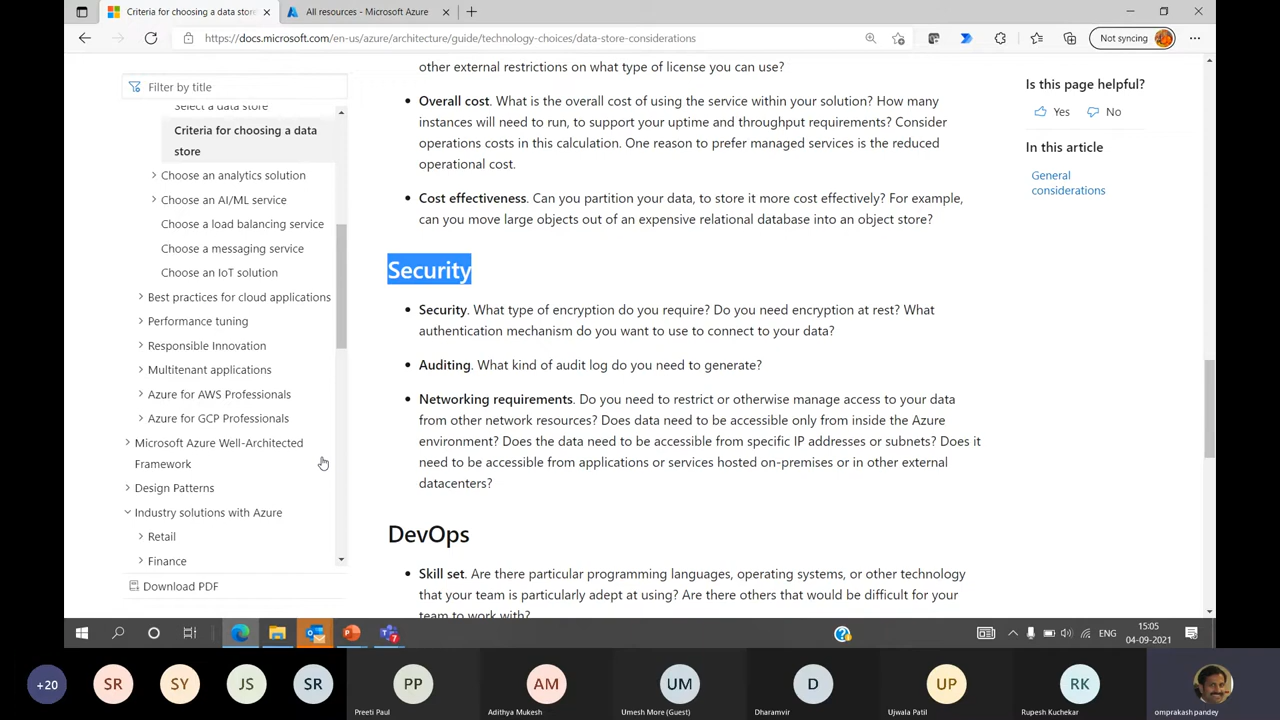 Criteria for choosing a data stor
All resources - Microsoft Azure
https://docs.microsoft.com/en-us/azure/architecture/guide/technology-choices/data-store-considerations
Not syncing
Filter by title
Select a data store
Criteria for choosing a data
store
Choose an analytics solution
Choose an AI/ML service
Choose a load balancing service
Choose a messaging service
Choose an IoT solution
Best practices for cloud applications
Performance tuning
Responsible Innovation
Multitenant applications
Azure for AWS Professionals
Azure for GCP Professionals
Microsoft Azure Well-Architected
Framework
Design Patterns
Industry solutions with Azure
Retail
Finance
Download PDF
other external restrictions on what type of license you can use?
Overall cost. What is the overall cost of using the service within your solution? How many
instances will need to run, to support your uptime and throughput requirements? Consider
operations costs in this calculation. One reason to prefer managed services is the reduced
operational cost.
Cost effectiveness. Can you partition your data, to store it more cost effectively? For example,
can you move large objects out of an expensive relational database into an object store?
Security
Security. What type of encryption do you require? Do you need encryption at rest? What
authentication mechanism do you want to use to connect to your data?
Auditing. What kind of audit log do you need to generate?
Networking requirements. Do you need to restrict or otherwise manage access to your data
from other network resources? Does data need to be accessible only from inside the Azure
environment? Does the data need to be accessible from specific IP addresses or subnets? Does it
need to be accessible from applications or services hosted on-premises or in other external
datacenters?
DevOps
Skill set. Are there particular programming languages, operating systems, or other technology
that your team is particularly adept at using? Are there others that would be difficult for your
team to work with?
Is this page helpful?
Yes No
In this article
General
considerations
ENG
15:05
04-09-2021
+20
SR
SY
JS
SR
PP
Preeti Paul
AM
Adithya Mukesh
UM
Umesh More (Guest)
D
Dharamvir
UP
Ujwala Patil
RK
Rupesh Kuchekar
omprakash pandey